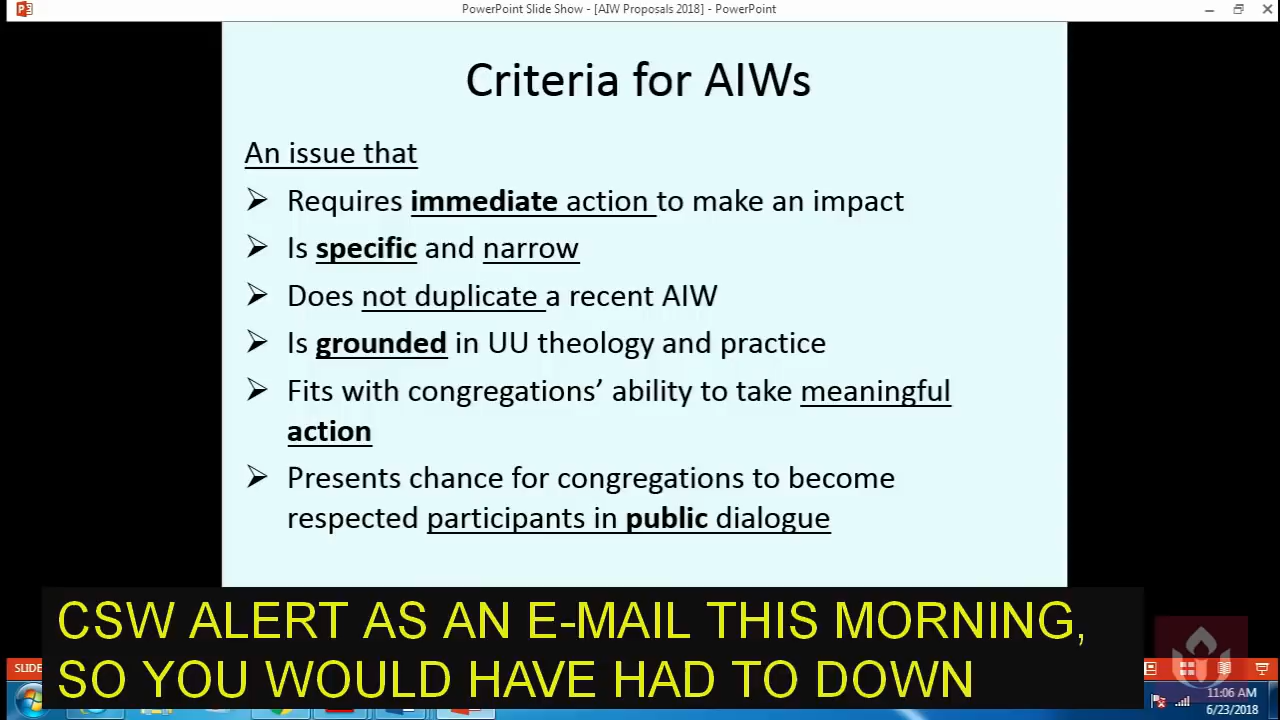 PowerPoint Slide Show - [AIW Proposals 2018] - PowerPoint
Criteria for AIWs
An issue that
➢ Requires immediate action to make an impact
➢ Is specific and narrow
➢ Does not duplicate a recent AIW
➢ Is grounded in UU theology and practice
➢ Fits with congregations’ ability to take meaningful
action
➢ Presents chance for congregations to become
respected participants in public dialogue
CSW ALERT AS AN E-MAIL THIS MORNING,
SO YOU WOULD HAVE HAD TO DOWN
SLIDE
11:06 AM
6/23/2018